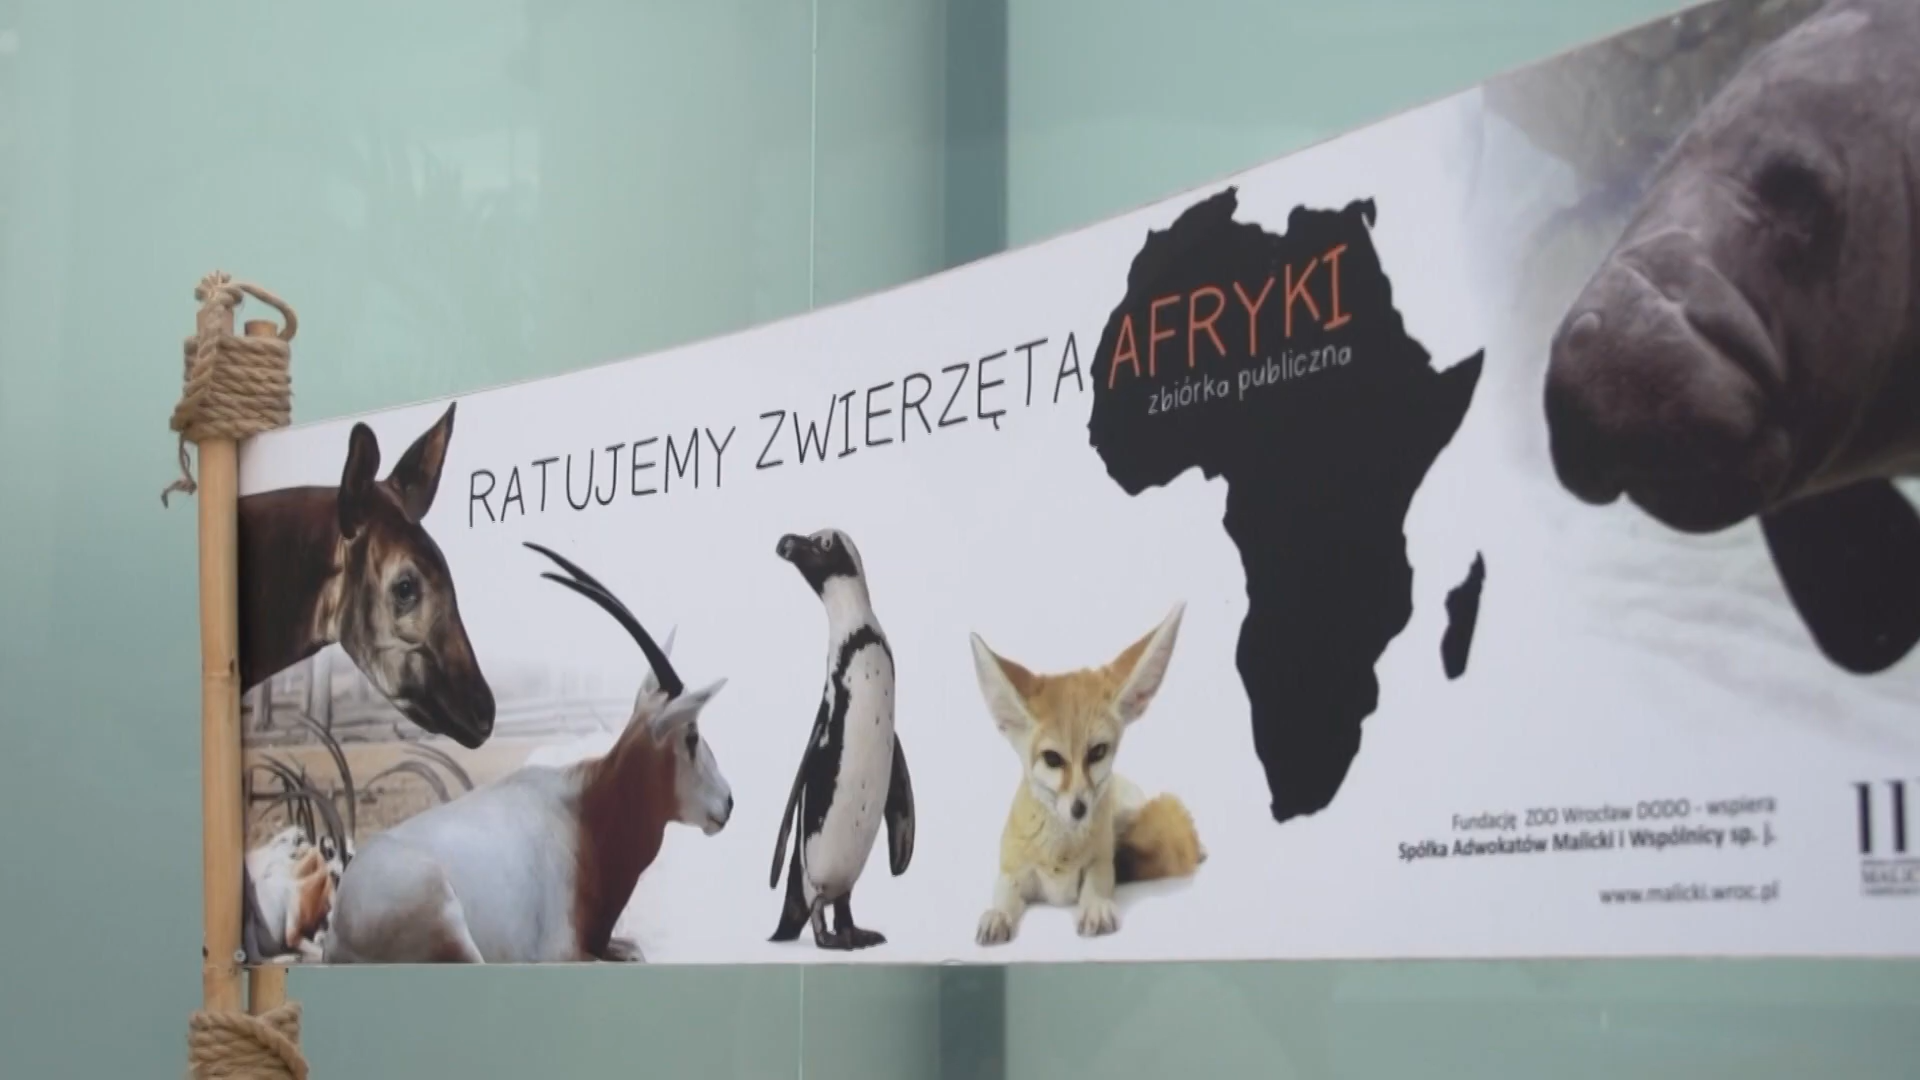 RATUJEMY ZWIERZĘTA AFRYKI
zbiórka publiczna
Fundację ZOO Wrocław DODO - wspiera
Spółka Adwokatów Malicki i Wspólnicy sp. j.
www.malicki.wroc.pl